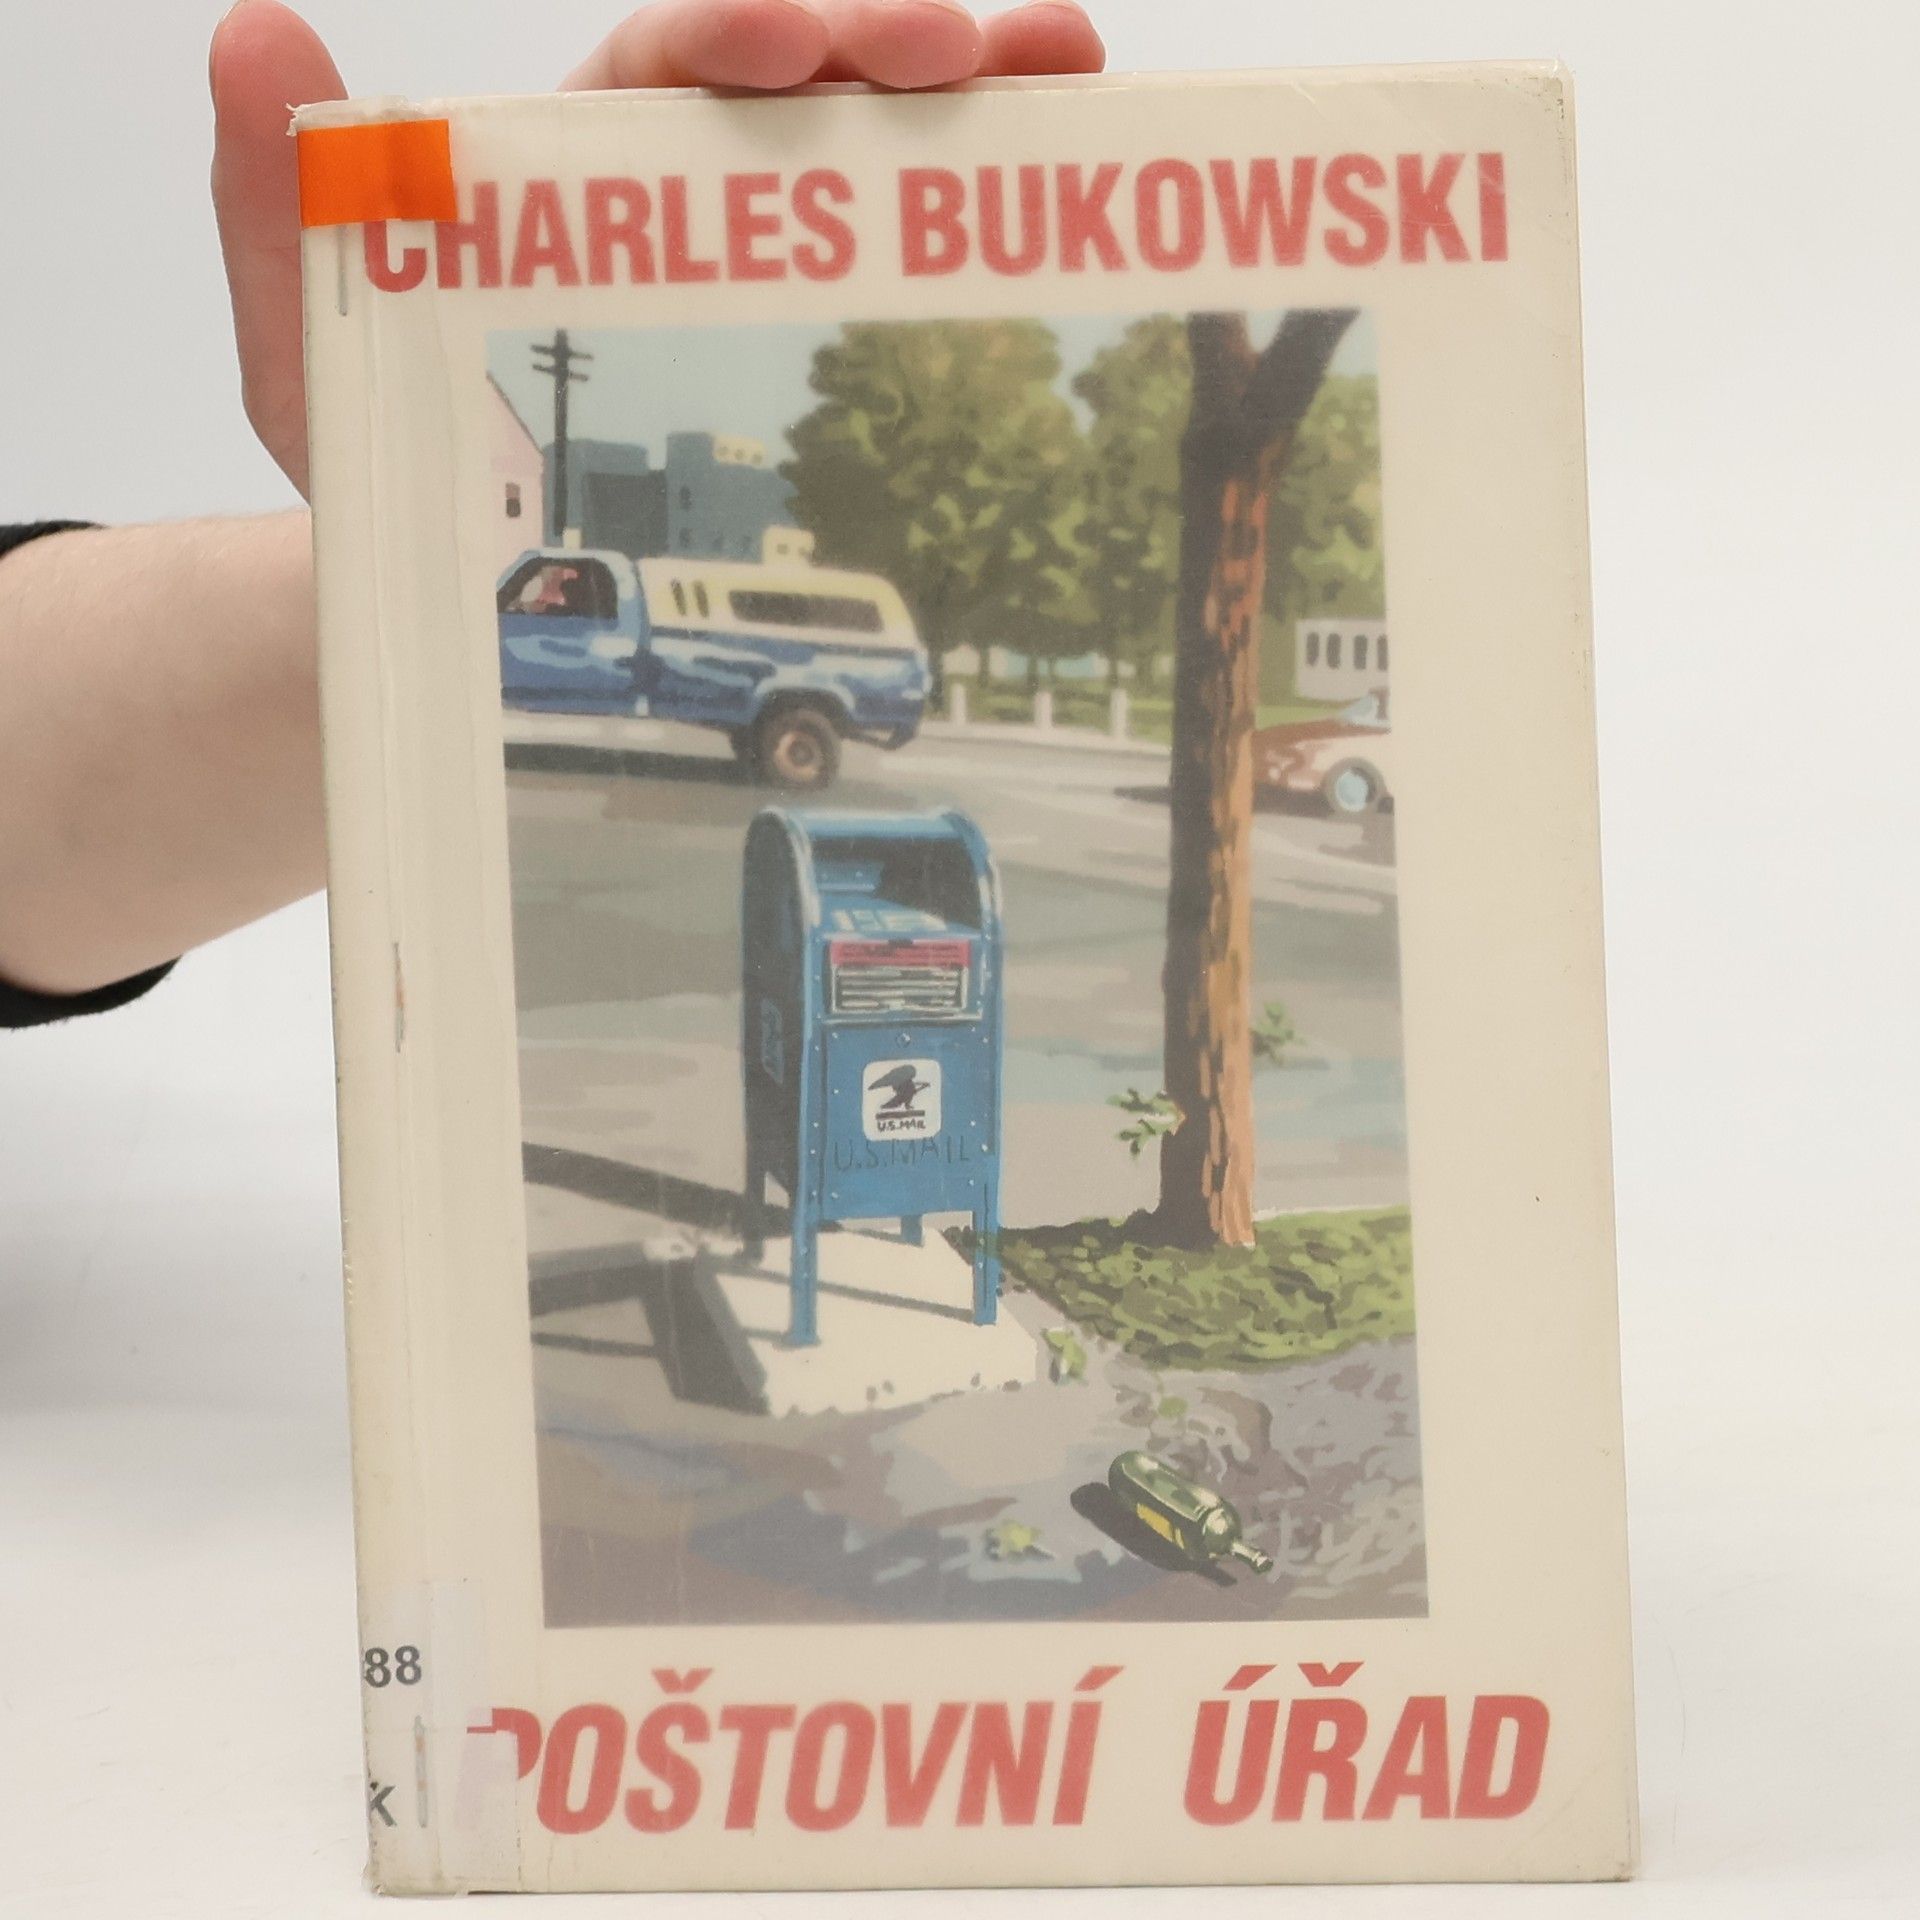 CHARLES BUKOWSKI
U.S.MAIL
U.S.MAIL
88
K
POŠTOVNÍ ÚŘAD